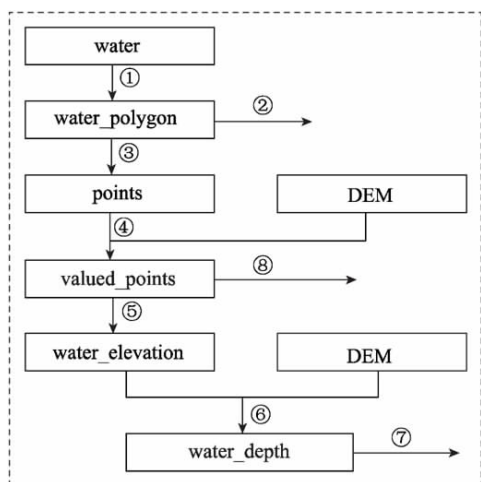 water
①
water_polygon
②
③
points
DEM
④
valued_points
⑧
⑤
water_elevation
DEM
⑥
water_depth
⑦